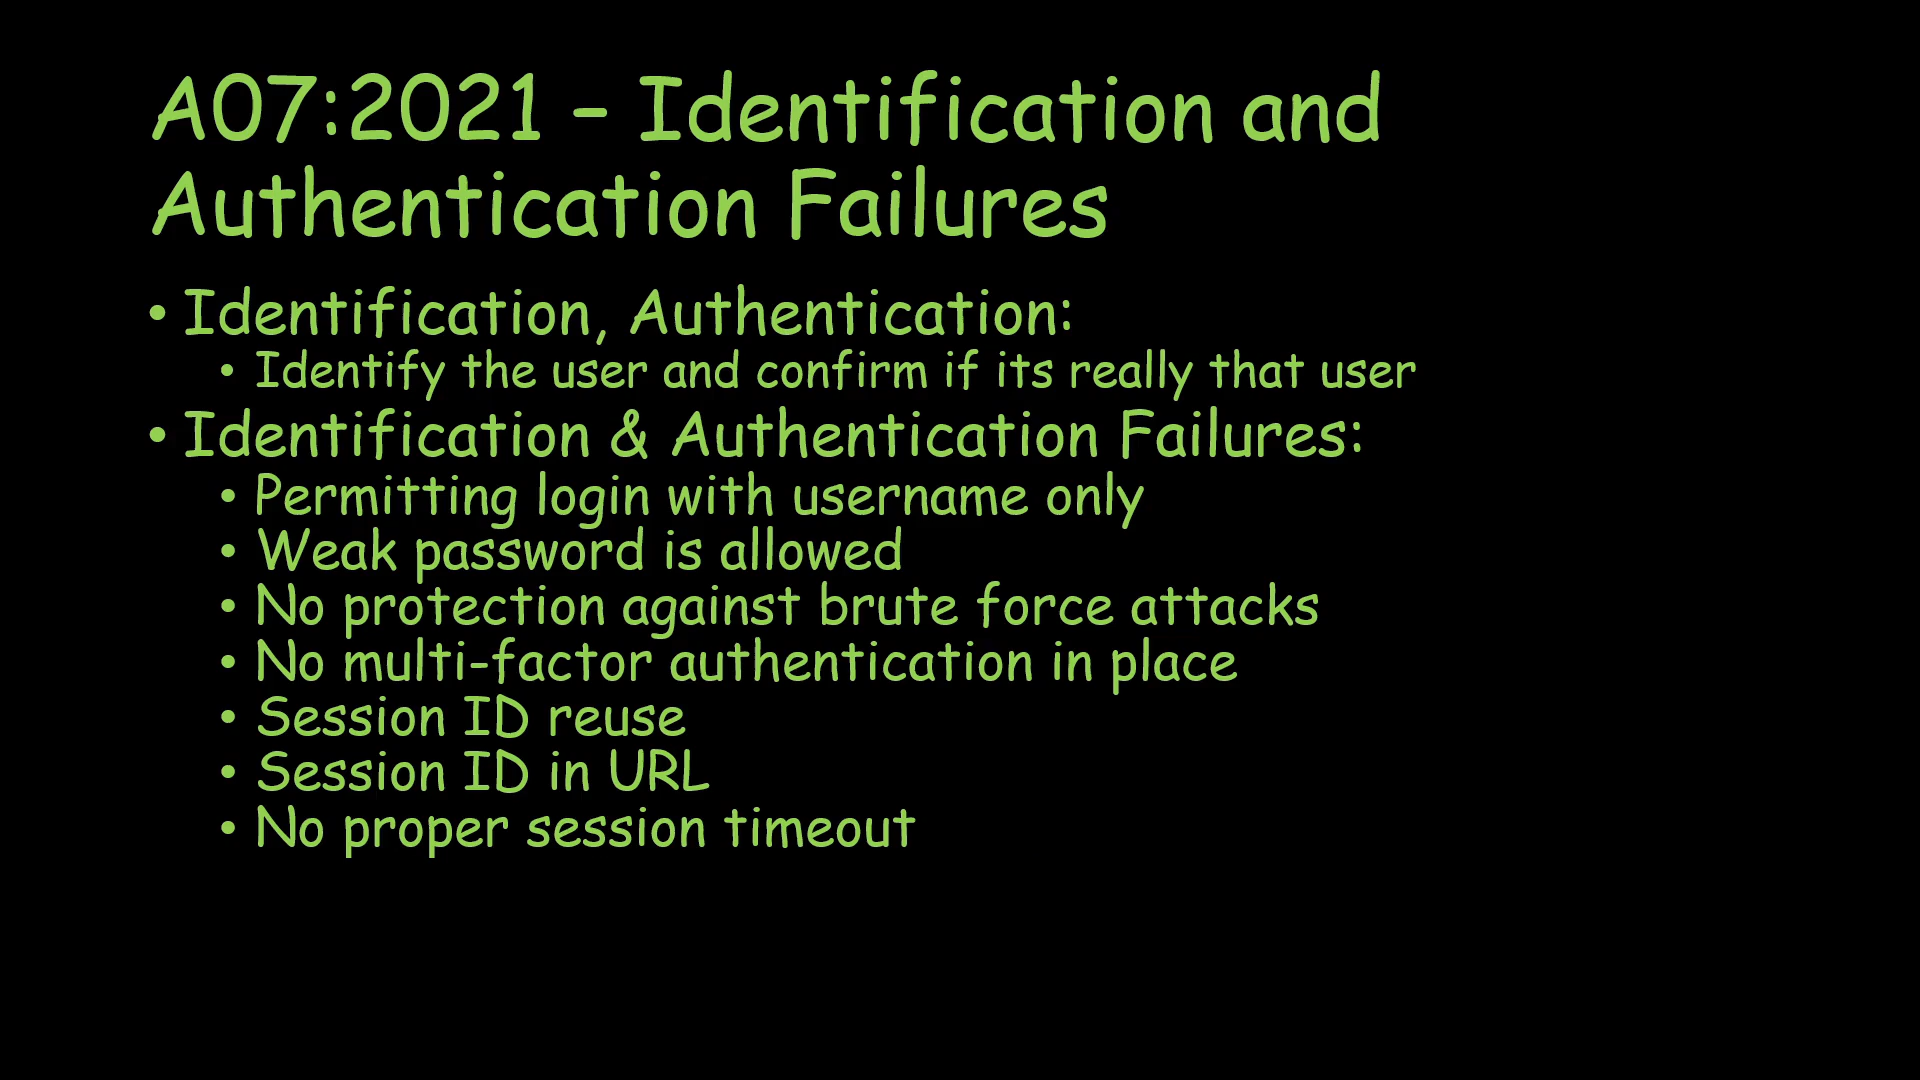 A07:2021 – Identification and
Authentication Failures
• Identification, Authentication:
• Identify the user and confirm if its really that user
• Identification & Authentication Failures:
• Permitting login with username only
• Weak password is allowed
• No protection against brute force attacks
• No multi-factor authentication in place
• Session ID reuse
• Session ID in URL
• No proper session timeout